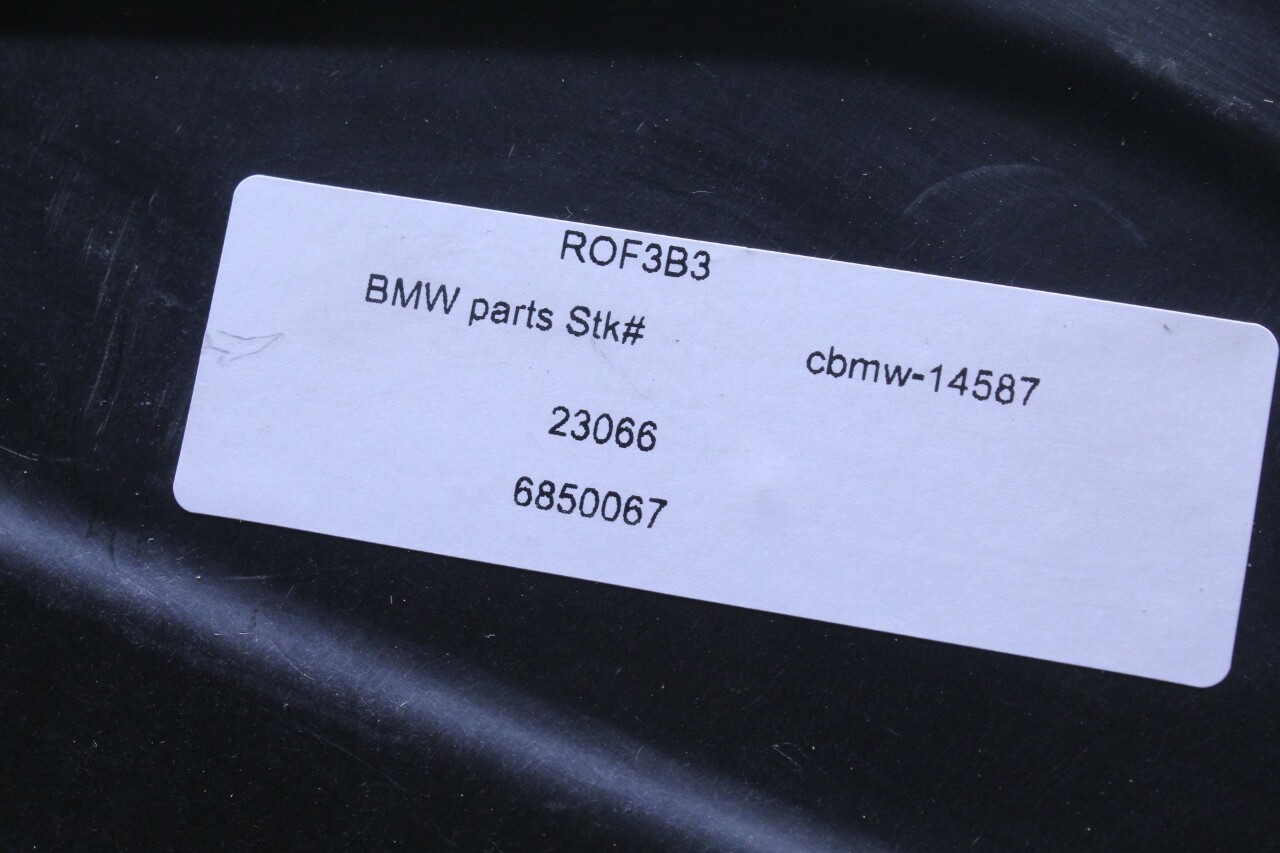 ROF3B3
BMW parts Stk# cbmw-14587
23066
6850067